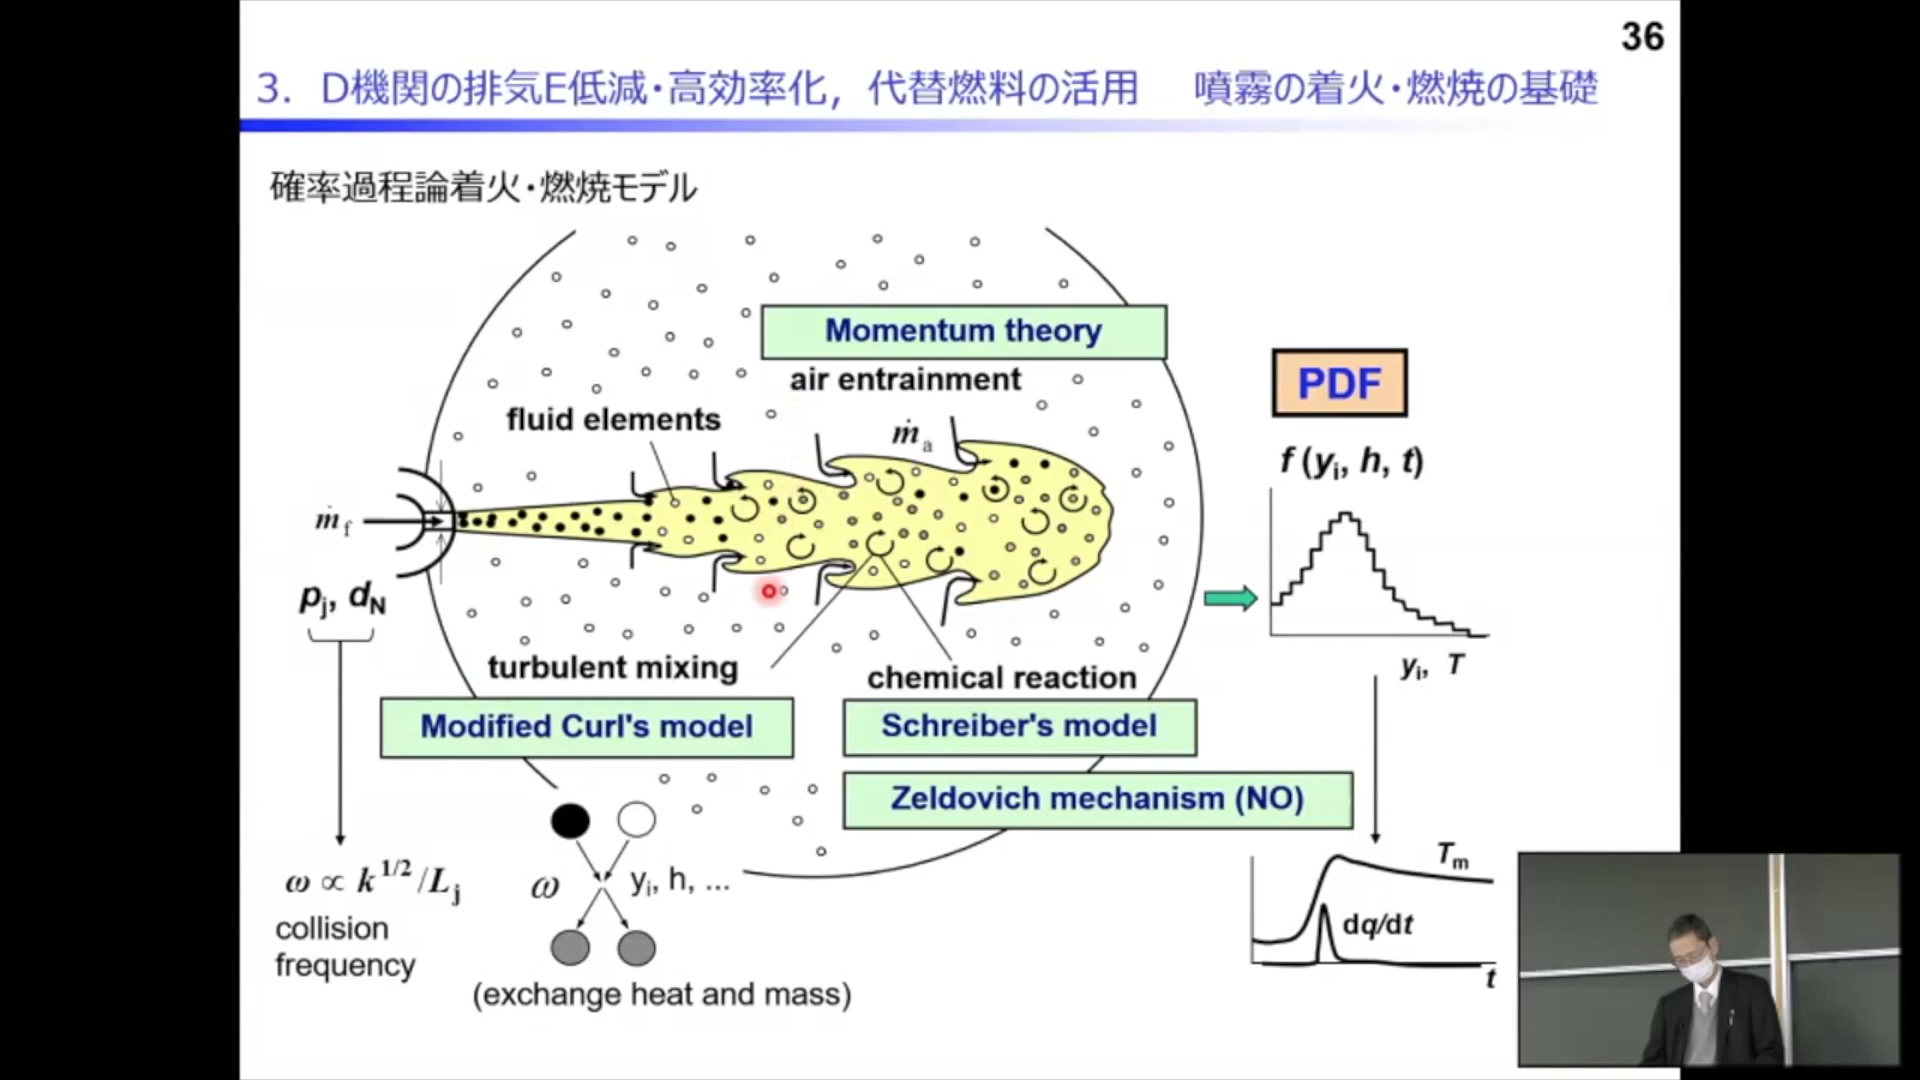 36
3. D機関の排気E低減・高効率化，代替燃料の活用 噴霧の着火・燃焼の基礎
確率過程論着火・燃焼モデル
Momentum theory
air entrainment
fluid elements
ṁa
ṁf
pj, dN
PDF
f (yi, h, t)
yi, T
turbulent mixing
chemical reaction
Modified Curl's model
Schreiber's model
Zeldovich mechanism (NO)
ω ∝ k^1/2/Lj
collision
frequency
ω
yi, h, ...
(exchange heat and mass)
Tm
dq/dt
t